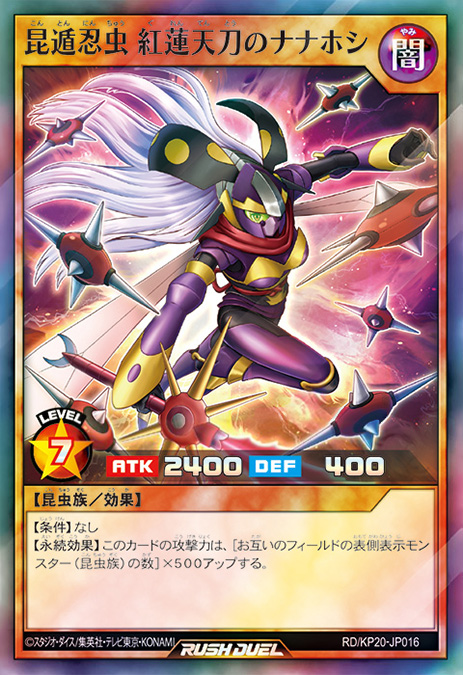 昆遁忍虫 紅蓮天刀のナナホシ
闇
やみ
LEVEL
7
ATK 2400 DEF 400
【昆虫族/効果】
【条件】なし
【永続効果】このカードの攻撃力は、[お互いのフィールドの表側表示モン
スター(昆虫族)の数]×500アップする。
©スタジオ・ダイス/集英社・テレビ東京・KONAMI
RUSH DUEL
RD/KP20-JP016